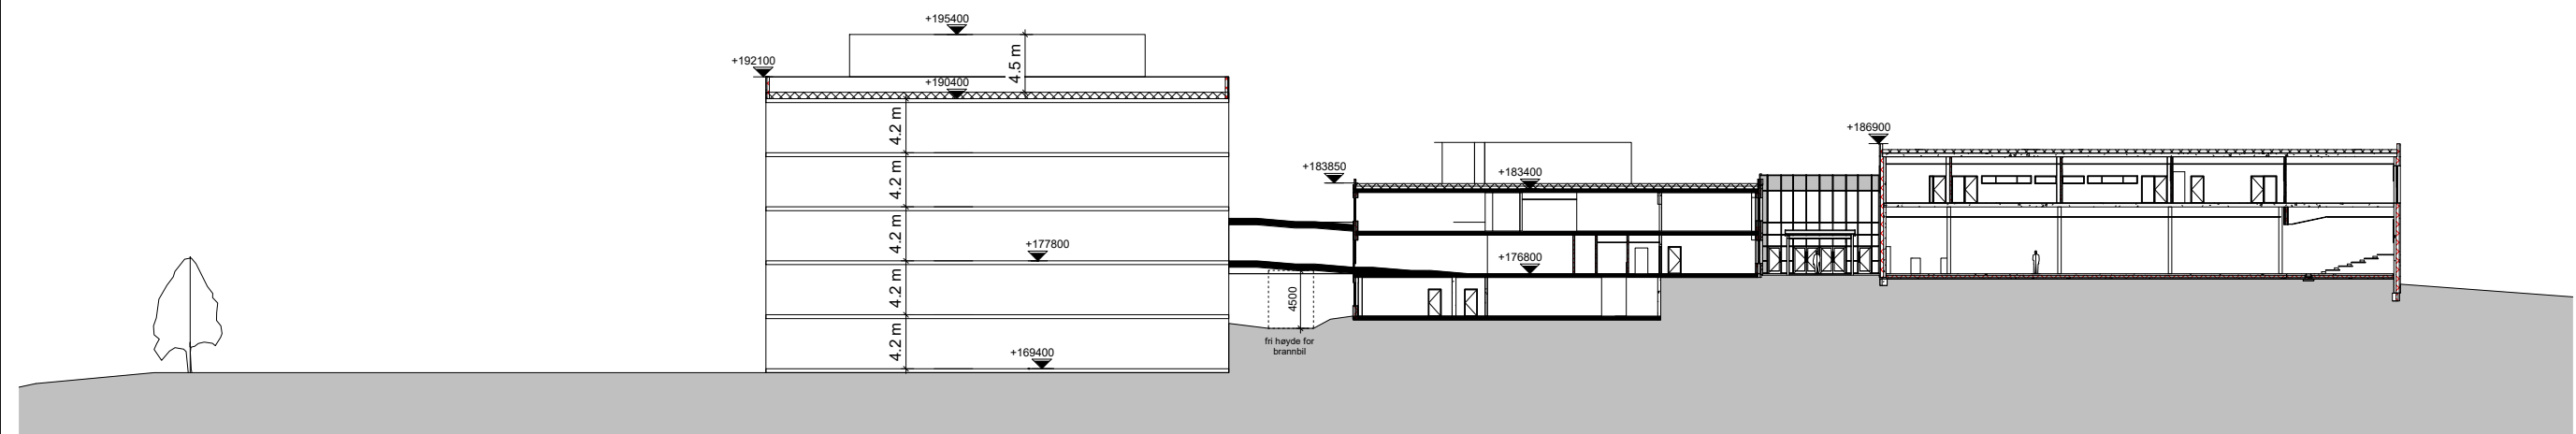 +195400
+192100
4.5 m
+190400
4.2 m
+186900
+183850
+183400
4.2 m
4.2 m
+177800
+176800
4.2 m
4500
fri høyde for
brannbil
4.2 m
+169400